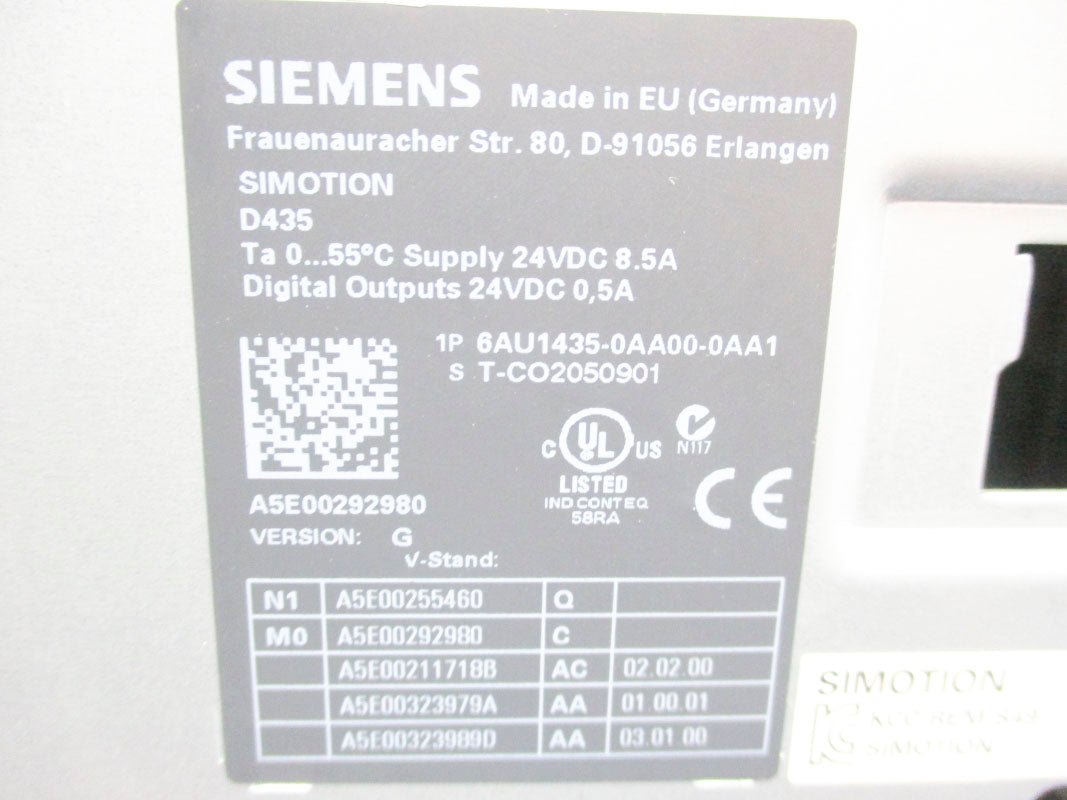 SIEMENS Made in EU (Germany)
Frauenauracher Str. 80, D-91056 Erlangen
SIMOTION
D435
Ta 0...55°C Supply 24VDC 8.5A
Digital Outputs 24VDC 0,5A
1P 6AU1435-0AA00-0AA1
S T-CO2050901
C UL US N117
LISTED
IND CONT EQ
58RA
CE
A5E00292980
VERSION: G
V-Stand:
N1 A5E00255460 Q
M0 A5E00292980 C
A5E00211718B AC 02.02.00
A5E00323979A AA 01.00.01
A5E00323989D AA 03.01.00
SIMOTION
SIMOTION